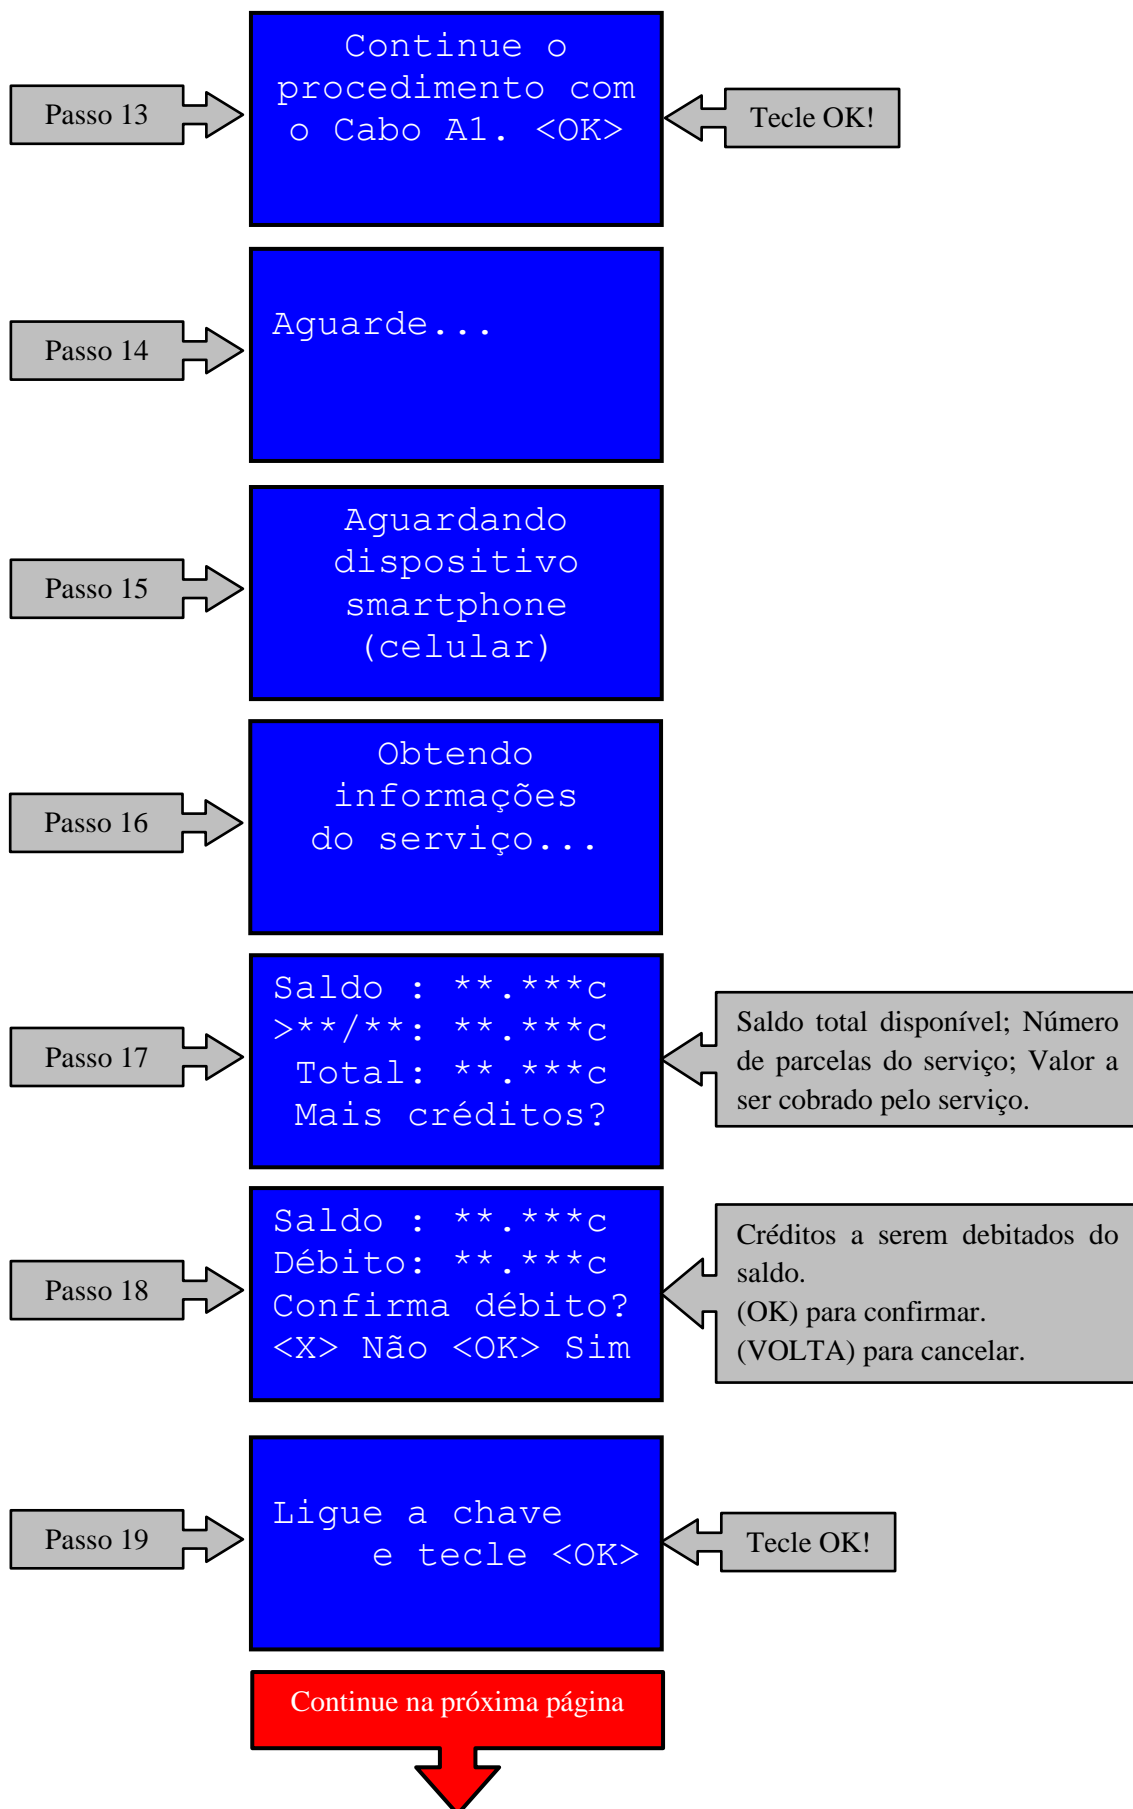 Passo 13
Continue o
procedimento com
o Cabo A1. <OK>
Tecle OK!
Passo 14
Aguarde...
Passo 15
Aguardando
dispositivo
smartphone
(celular)
Passo 16
Obtendo
informações
do serviço...
Passo 17
Saldo : **.***c
>**/**: **.***c
Total: **.***c
Mais créditos?
Saldo total disponível; Número
de parcelas do serviço; Valor a
ser cobrado pelo serviço.
Passo 18
Saldo : **.***c
Débito: **.***c
Confirma débito?
<X> Não <OK> Sim
Créditos a serem debitados do
saldo.
(OK) para confirmar.
(VOLTA) para cancelar.
Passo 19
Ligue a chave
e tecle <OK>
Tecle OK!
Continue na próxima página